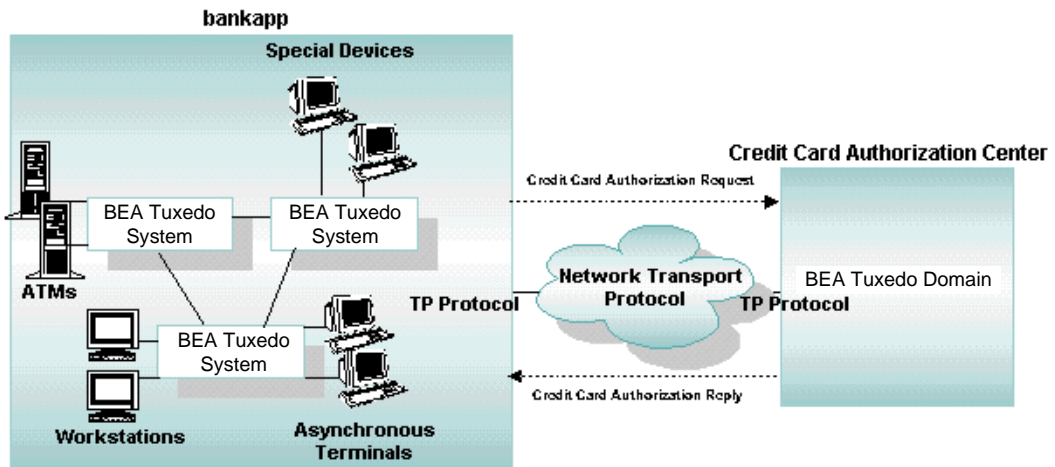 bankapp
Special Devices
BEA Tuxedo
System
BEA Tuxedo
System
ATMs
BEA Tuxedo
System
Workstations
Asynchronous
Terminals
Credit Card Authorization Center
Credit Card Authorization Request
TP Protocol
Network Transport
Protocol
TP Protocol
BEA Tuxedo Domain
Credit Card Authorization Reply